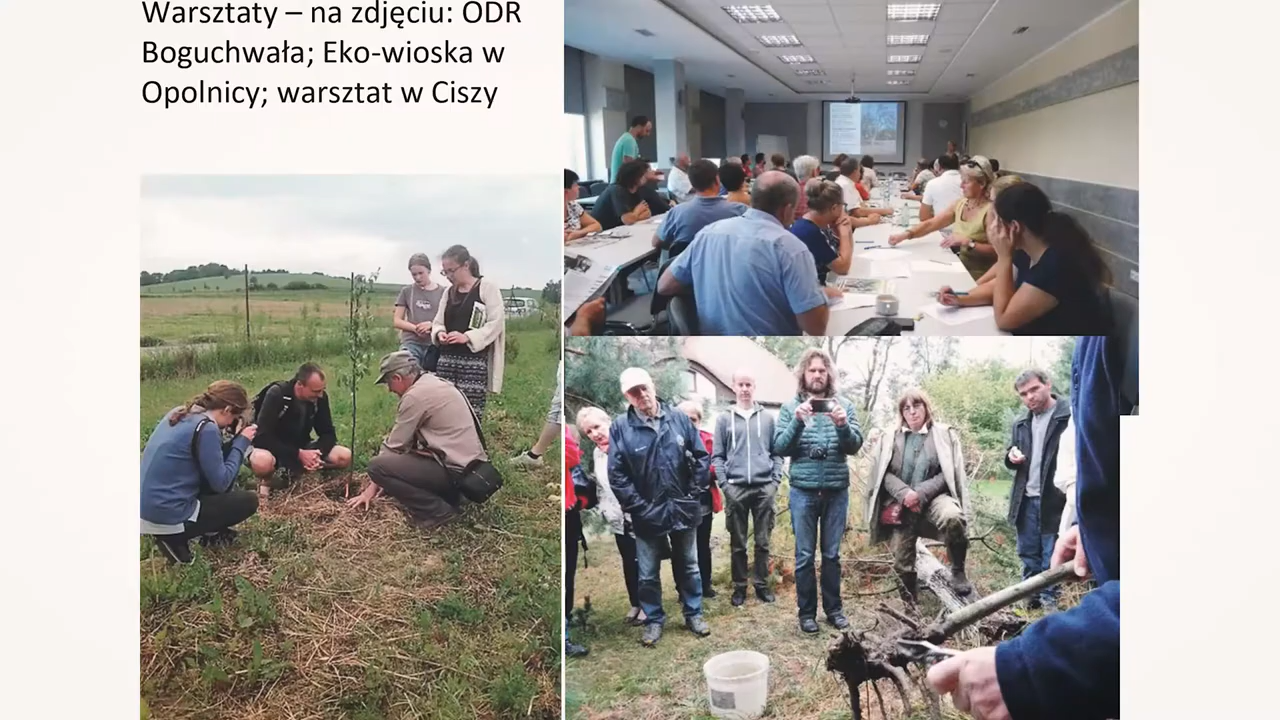 Warsztaty – na zdjęciu: ODR
Boguchwała; Eko-wioska w
Opolnicy; warsztat w Ciszy